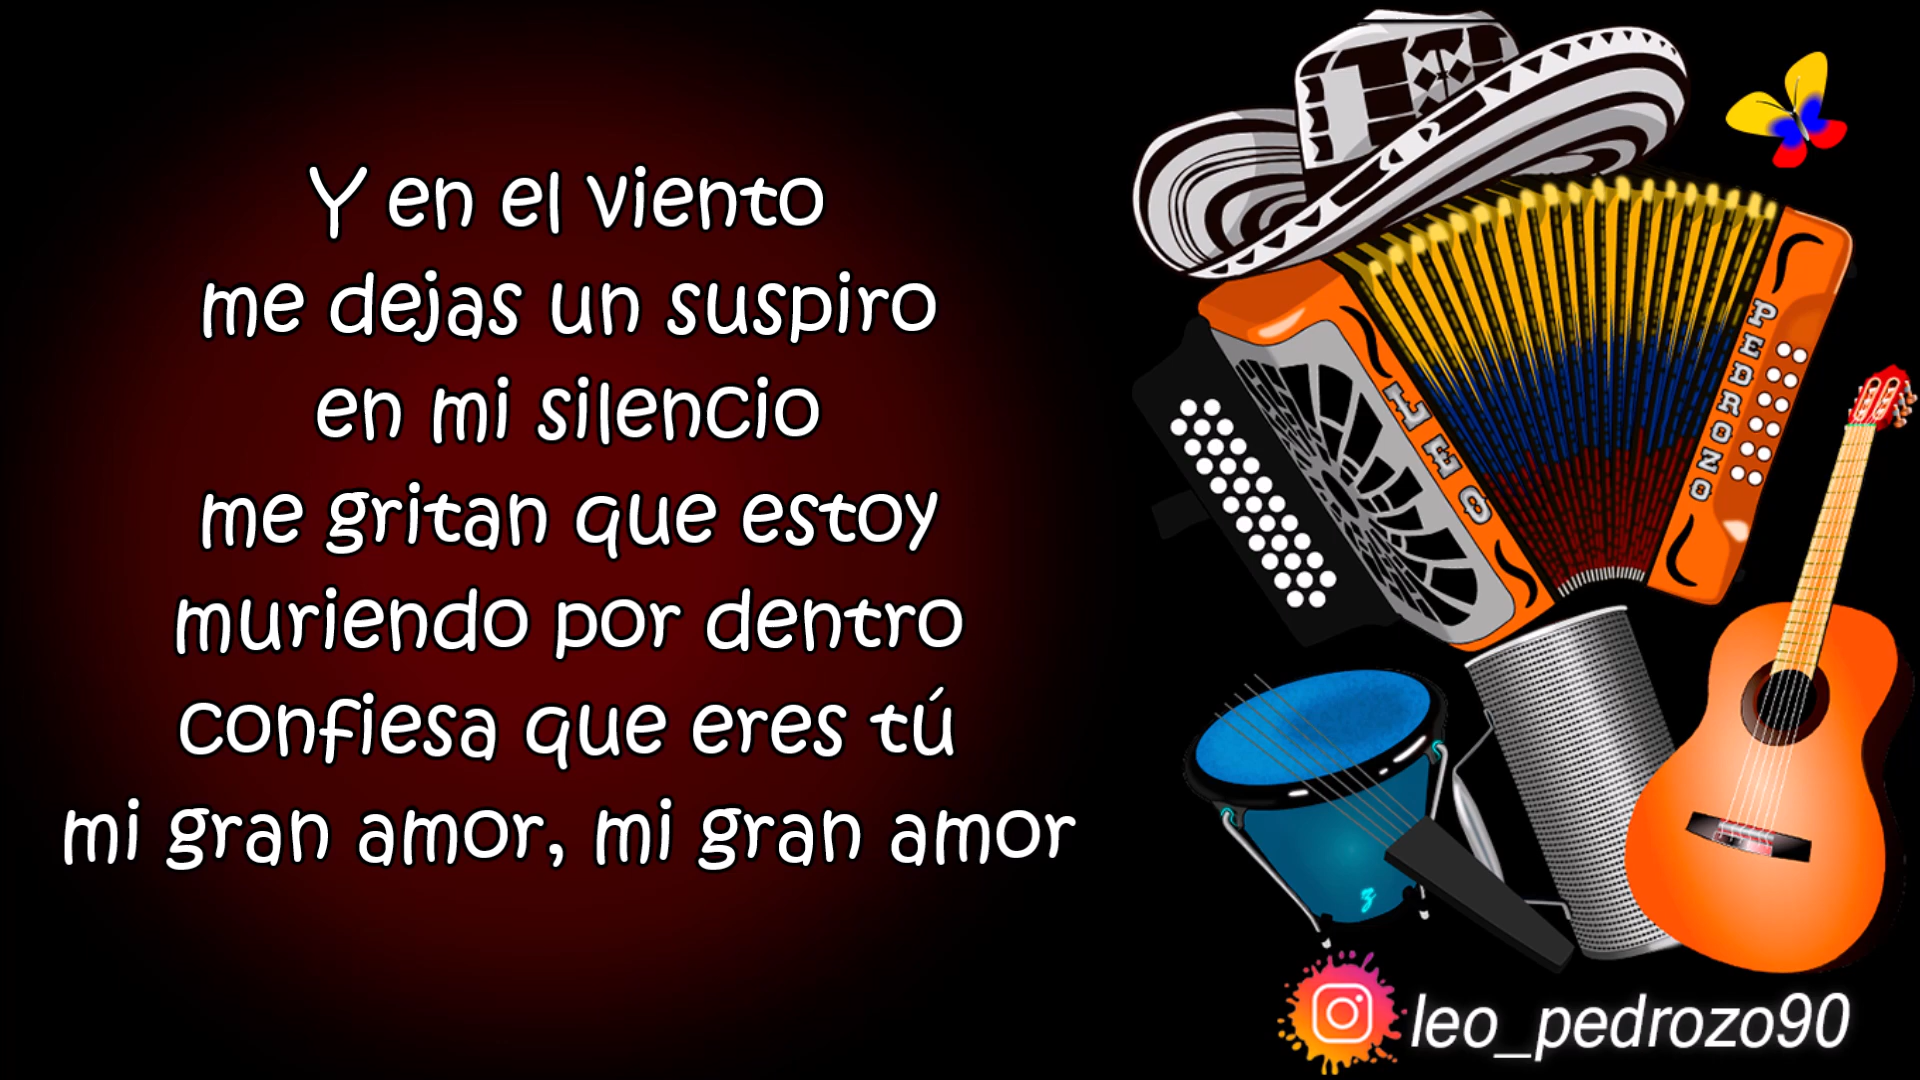 Y en el viento
me dejas un suspiro
en mi silencio
me gritan que estoy
muriendo por dentro
confiesa que eres tú
mi gran amor, mi gran amor
LEO
PEDROZO
leo_pedrozo90